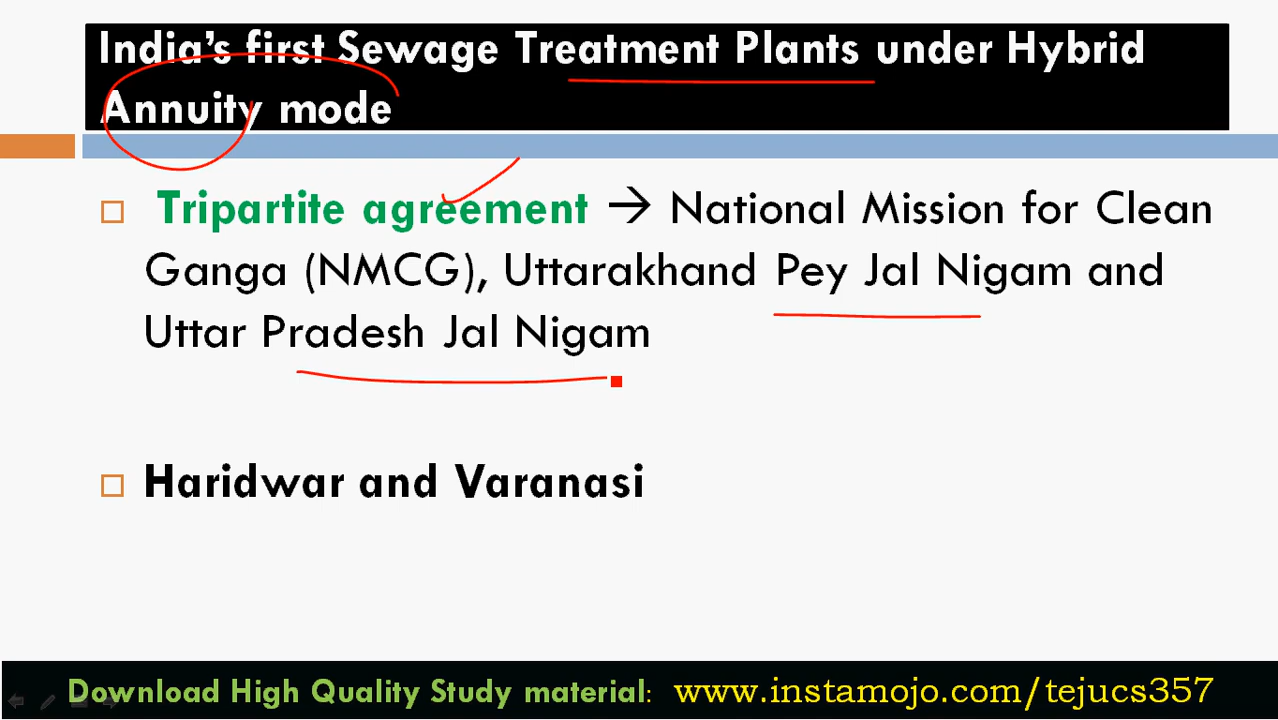 India's first Sewage Treatment Plants under Hybrid
Annuity mode
Tripartite agreement → National Mission for Clean
Ganga (NMCG), Uttarakhand Pey Jal Nigam and
Uttar Pradesh Jal Nigam
Haridwar and Varanasi
Download High Quality Study material: www.instamojo.com/tejucs357